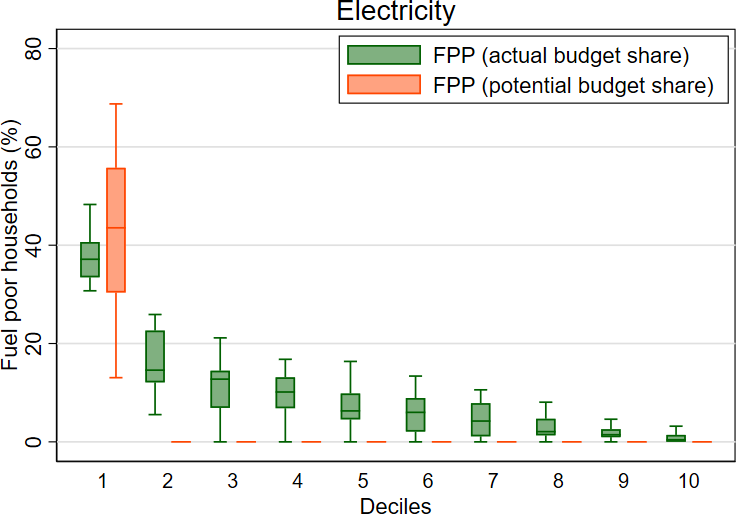 Electricity
FPP (actual budget share)
FPP (potential budget share)
Fuel poor households (%)
80
60
40
20
0
1 2 3 4 5 6 7 8 9 10
Deciles